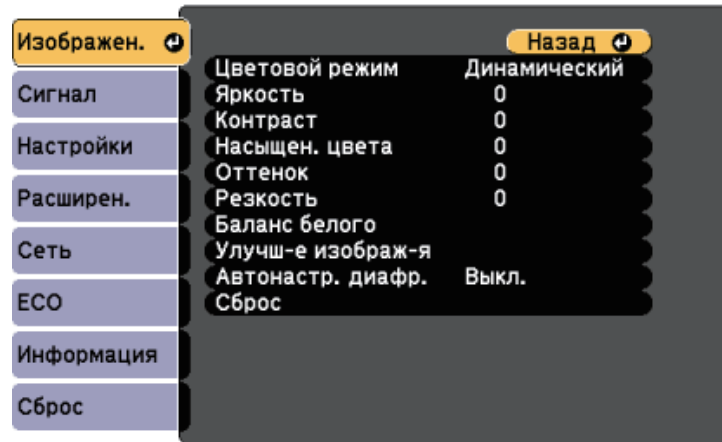 Изображен.
Сигнал
Настройки
Расширен.
Сеть
ECO
Информация
Сброс
Назад
Цветовой режим Динамический
Яркость 0
Контраст 0
Насыщен. цвета 0
Оттенок 0
Резкость 0
Баланс белого
Улучш-е изображ-я
Автонастр. диафр. Выкл.
Сброс